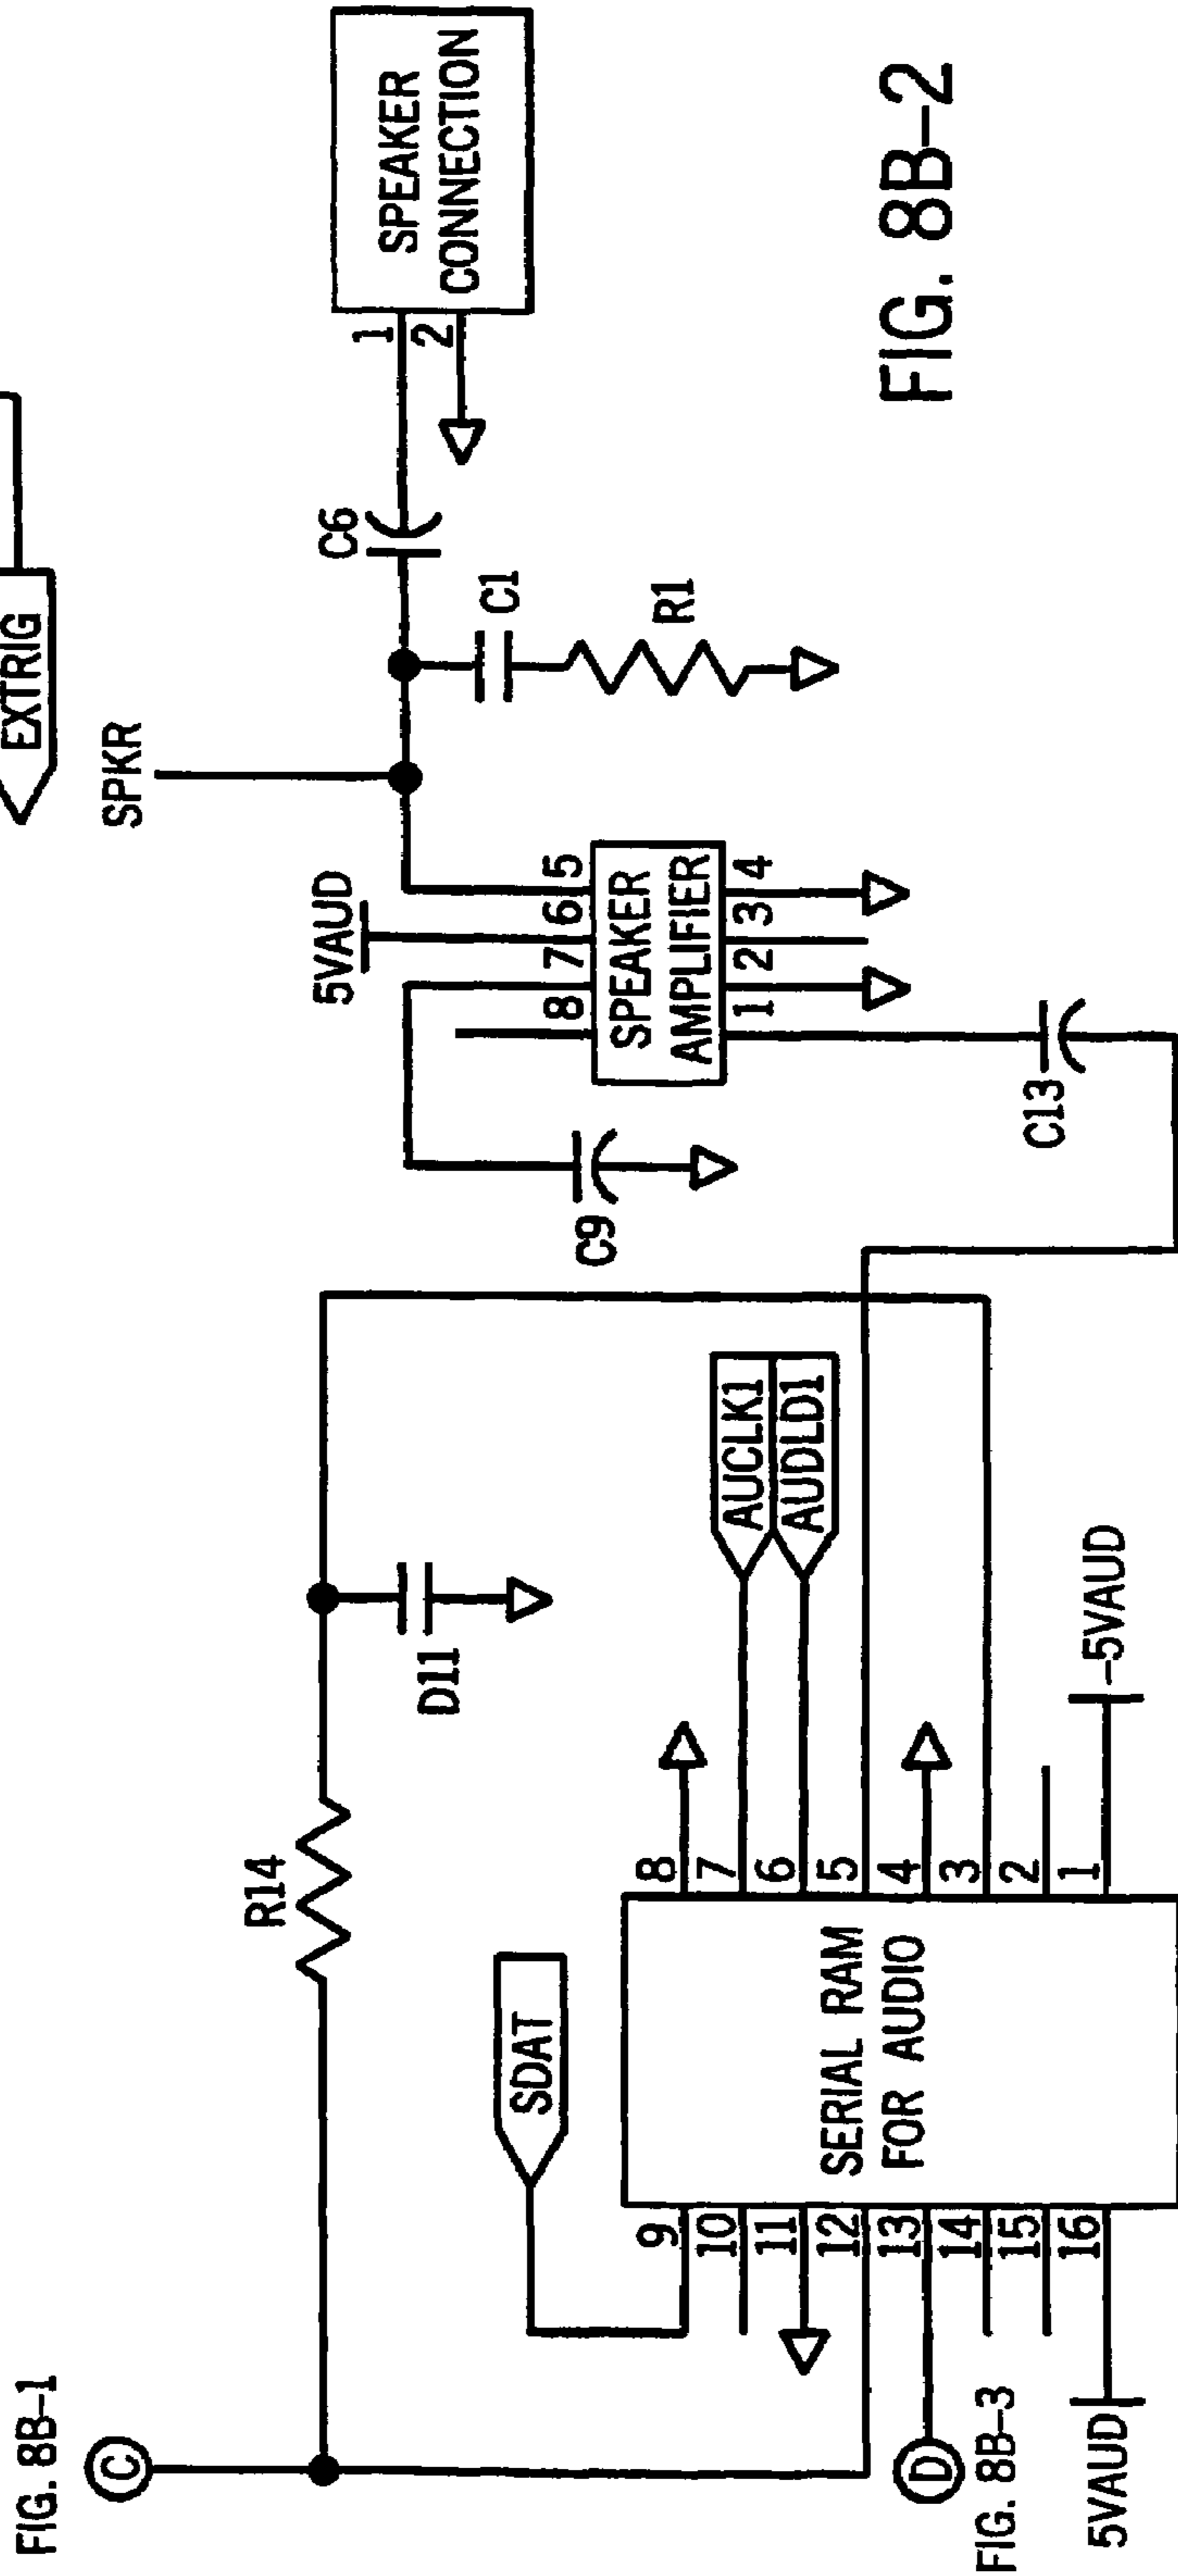 FIG. 8B-1
C
R14
D11
SDAT
9
10
11
12
13
14
15
16
SERIAL RAM
FOR AUDIO
8
7
6
5
4
3
2
1
AUCLK1
AUDLD1
-5VAUD
D
FIG. 8B-3
5VAUD
EXTRIG
SPKR
5VAUD
C9
8
7
6
5
SPEAKER
AMPLIFIER
1
2
3
4
C13
C6
C1
R1
1
2
SPEAKER
CONNECTION
FIG. 8B-2